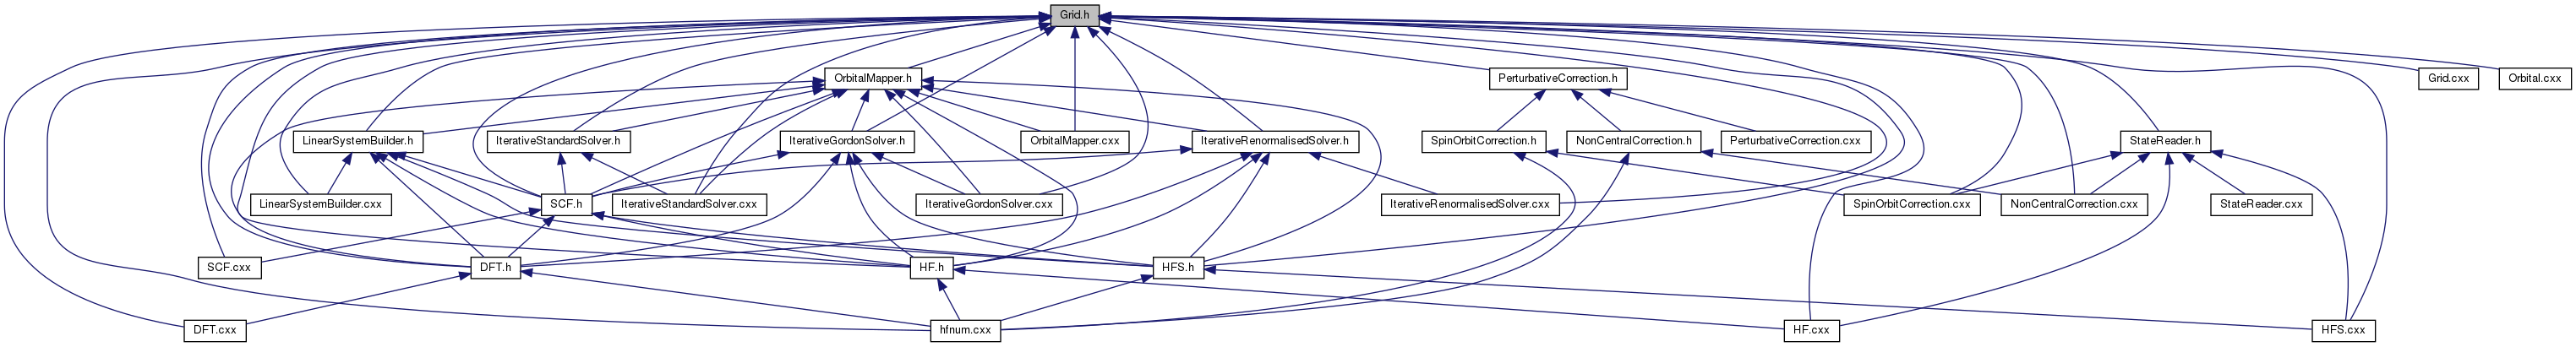 Grid.h
OrbitalMapper.h
PerturbativeCorrection.h
Grid.cxx
Orbital.cxx
LinearSystemBuilder.h
IterativeStandardSolver.h
IterativeGordonSolver.h
OrbitalMapper.cxx
IterativeRenormalisedSolver.h
SpinOrbitCorrection.h
NonCentralCorrection.h
PerturbativeCorrection.cxx
StateReader.h
LinearSystemBuilder.cxx
SCF.h
IterativeStandardSolver.cxx
IterativeGordonSolver.cxx
IterativeRenormalisedSolver.cxx
SpinOrbitCorrection.cxx
NonCentralCorrection.cxx
StateReader.cxx
SCF.cxx
DFT.h
HF.h
HFS.h
DFT.cxx
hfnum.cxx
HF.cxx
HFS.cxx